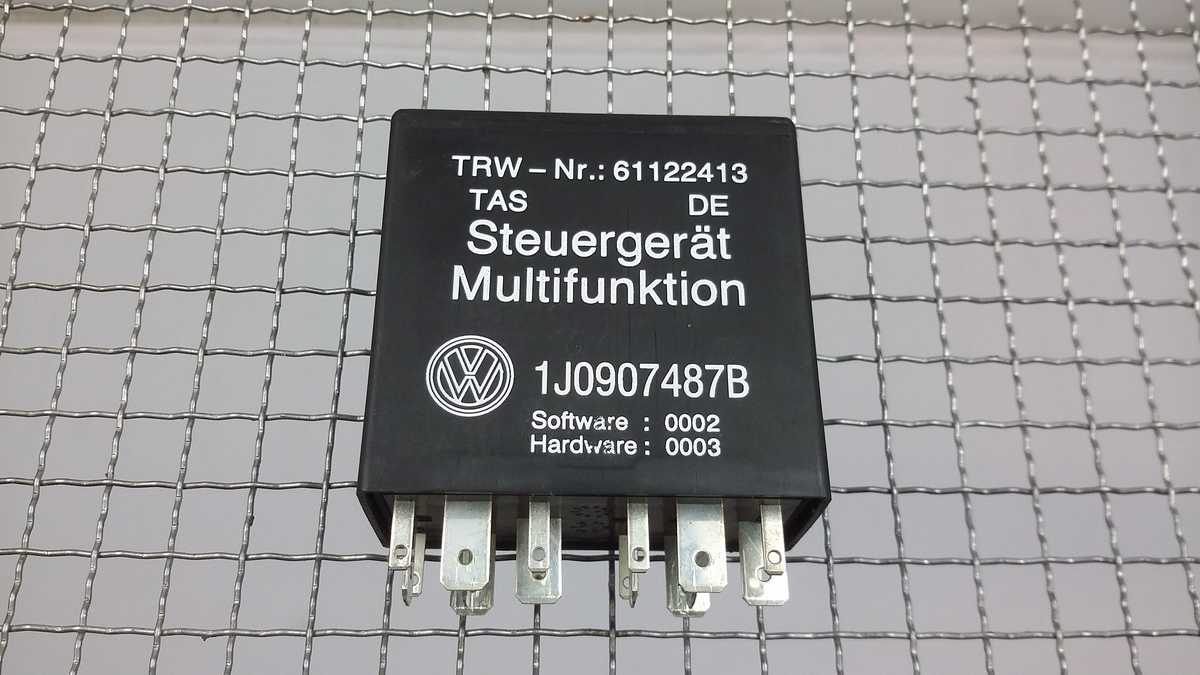 TRW – Nr.: 61122413
TAS DE
Steuergerät
Multifunktion
1J0907487B
Software : 0002
Hardware : 0003